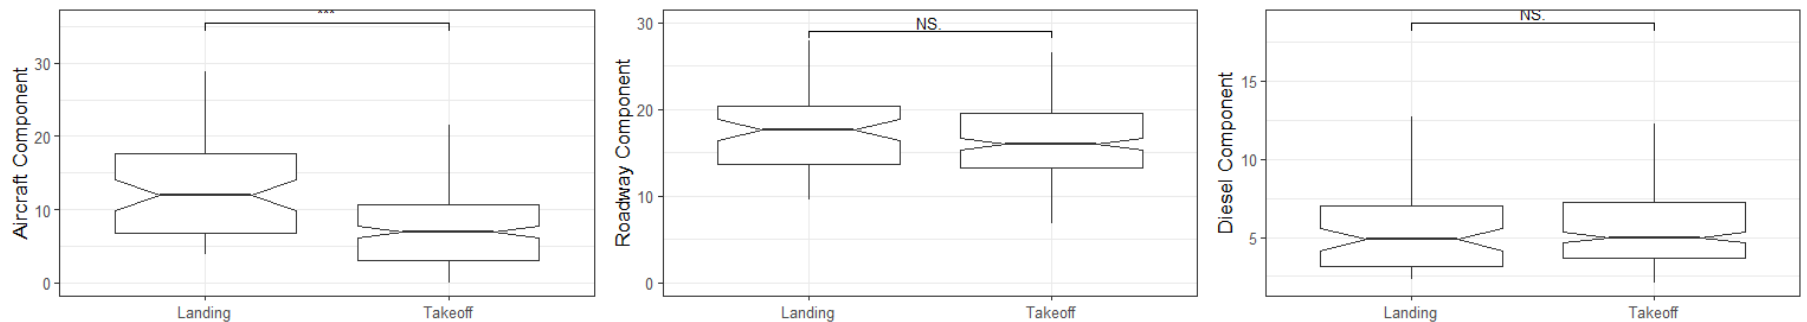 Aircraft Component
30
20
10
0
***
Landing
Takeoff
Roadway Component
30
20
10
0
NS.
Landing
Takeoff
Diesel Component
15
10
5
NS.
Landing
Takeoff